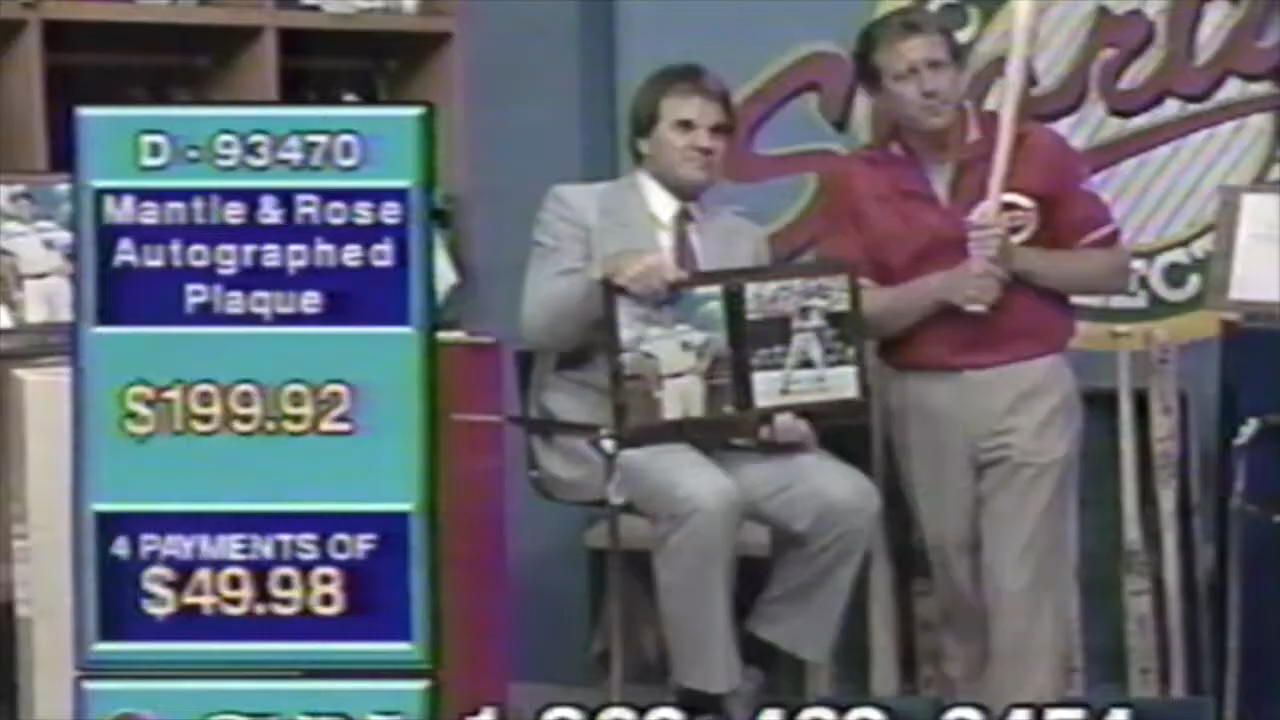 D - 93470
Mantle & Rose
Autographed
Plaque
$199.92
4 PAYMENTS OF
$49.98